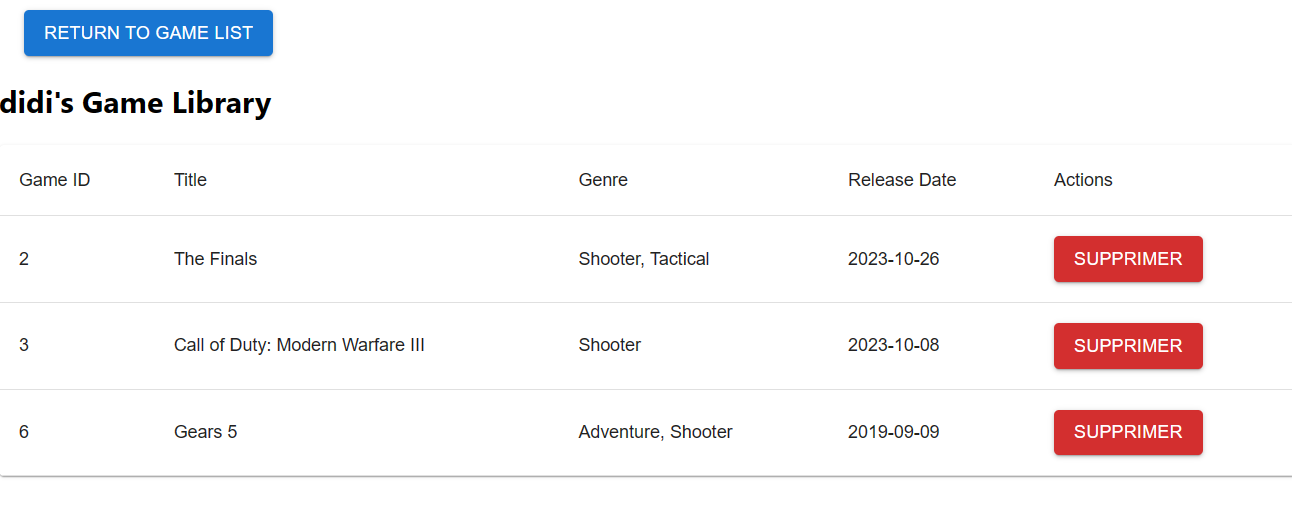 RETURN TO GAME LIST
didi's Game Library
Game ID Title Genre Release Date Actions
2 The Finals Shooter, Tactical 2023-10-26 SUPPRIMER
3 Call of Duty: Modern Warfare III Shooter 2023-10-08 SUPPRIMER
6 Gears 5 Adventure, Shooter 2019-09-09 SUPPRIMER